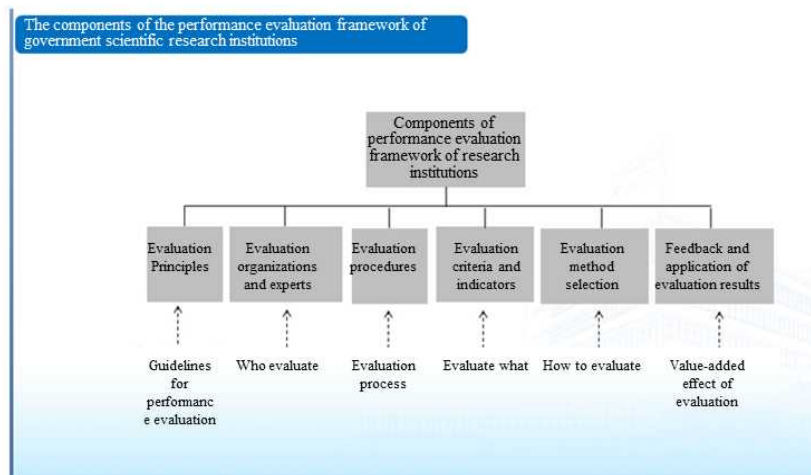 The components of the performance evaluation framework of
government scientific research institutions
Components of
performance evaluation
framework of research
institutions
Evaluation
Principles
Evaluation
organizations
and experts
Evaluation
procedures
Evaluation
criteria and
indicators
Evaluation
method
selection
Feedback and
application of
evaluation results
Guidelines
for
performanc
e evaluation
Who evaluate
Evaluation
process
Evaluate what
How to evaluate
Value-added
effect of
evaluation